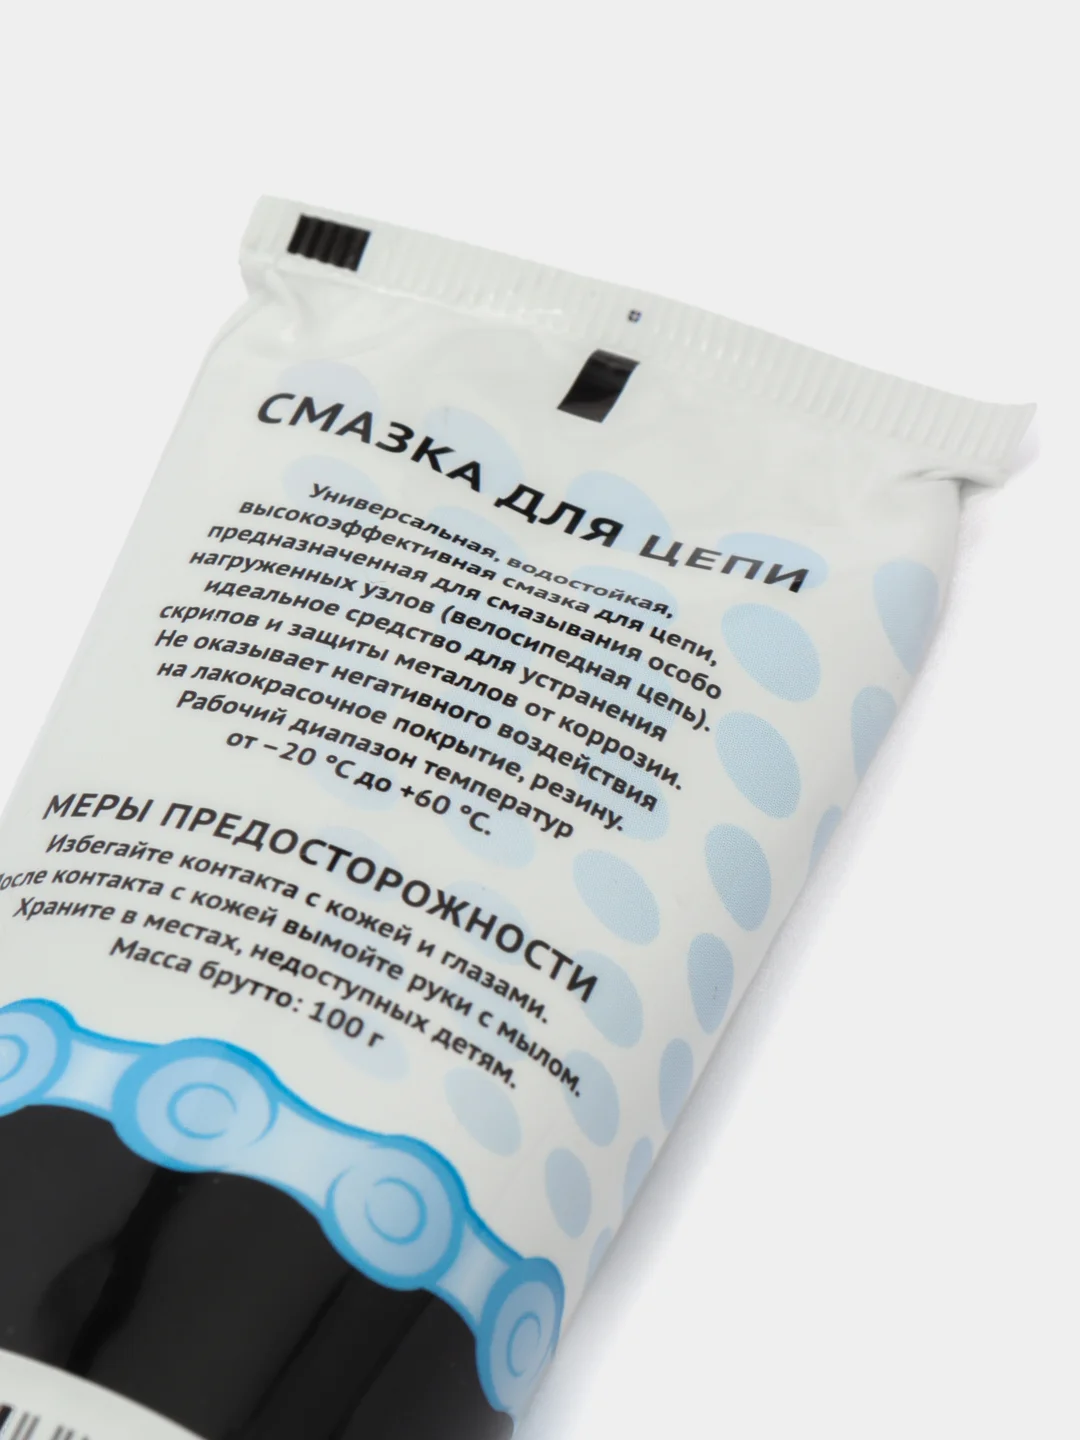 СМАЗКА ДЛЯ ЦЕПИ
Универсальная, водостойкая,
высокоэффективная смазка для цепи,
предназначенная для смазывания особо
нагруженных узлов (велосипедная цепь).
идеальное средство для устранения
скрипов и защиты металлов от коррозии.
Не оказывает негативного воздействия
на лакокрасочное покрытие, резину.
Рабочий диапазон температур
от −20 °С до +60 °С.
МЕРЫ ПРЕДОСТОРОЖНОСТИ
Избегайте контакта с кожей и глазами.
осле контакта с кожей вымойте руки с мылом.
Храните в местах, недоступных детям.
Масса брутто: 100 г